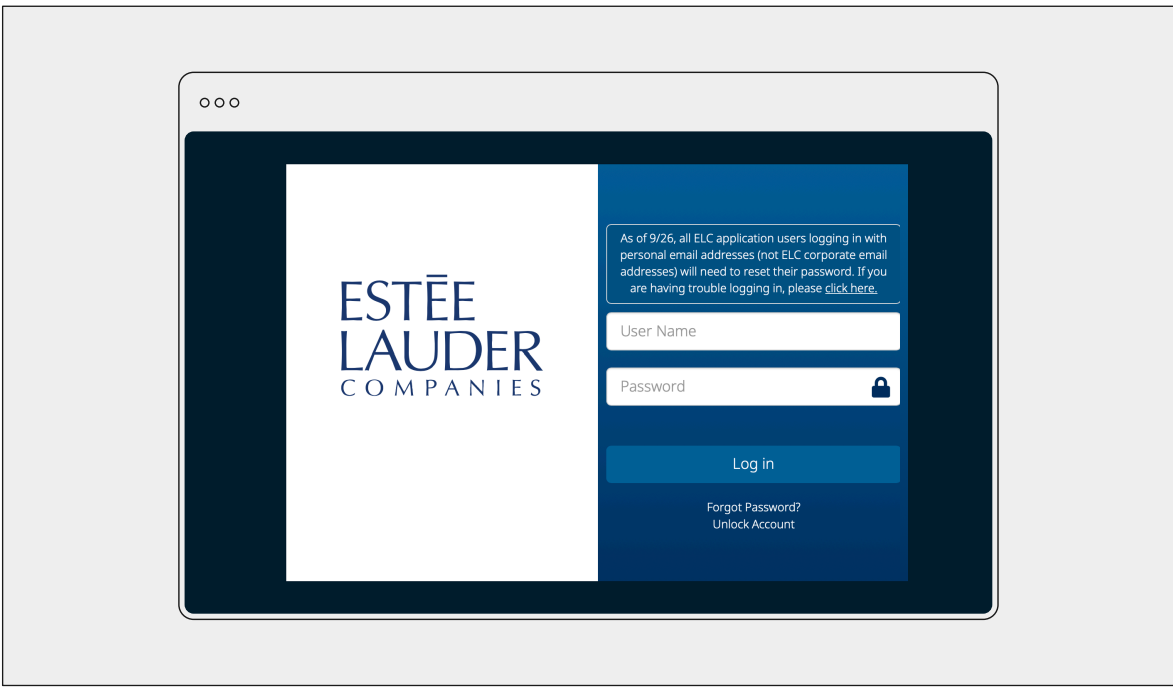 ESTĒE
LAUDER
COMPANIES
As of 9/26, all ELC application users logging in with
personal email addresses (not ELC corporate email
addresses) will need to reset their password. If you
are having trouble logging in, please click here.
User Name
Password
Log in
Forgot Password?
Unlock Account